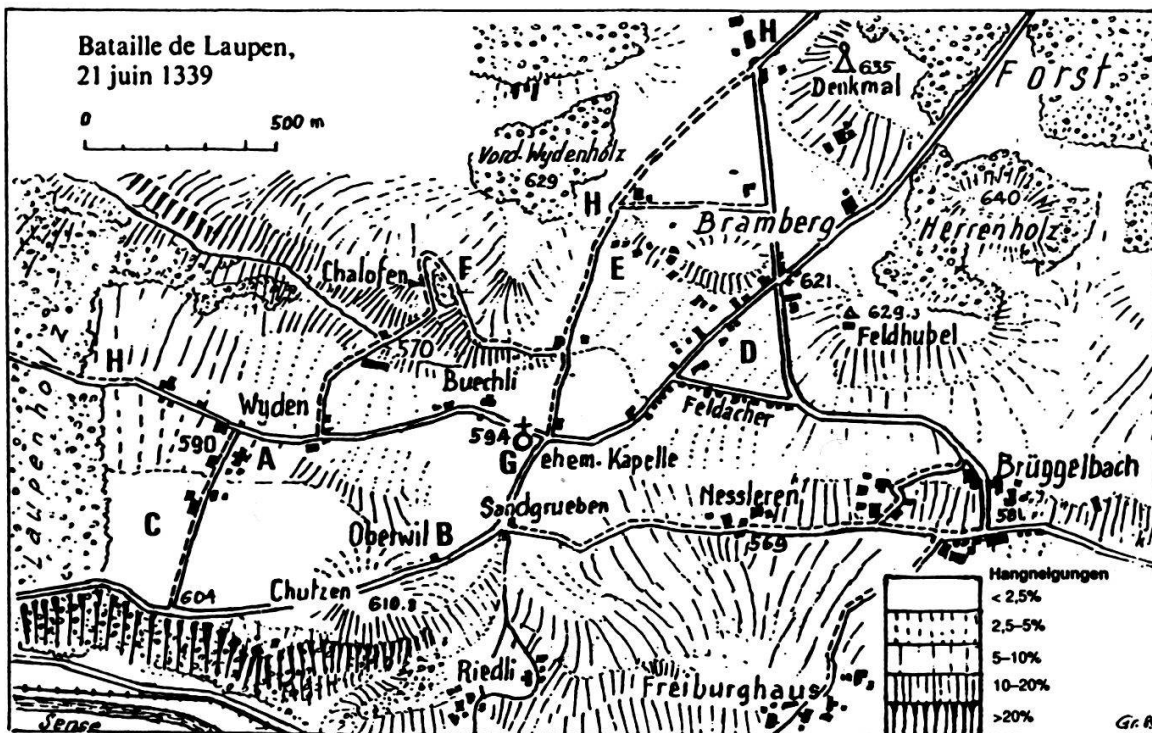 Bataille de Laupen,
21 juin 1339
0 500 m
H
635
Denkmal
Forst
Vord. Wydenholz
629
H
Bramberg
640
Herrenholz
Chalofen
F
E
621
629.3
Feldhubel
570
D
H
Buechli
Wyden
Feldacher
590
A
594
G
ehem. Kapelle
Brüggelbach
Laupenholz
C
Sandgrueben
Nessleren
581
Oberwil B
569
Chutzen
604
610.8
Riedli
Freiburghaus
Sense
Hangneigungen
< 2,5%
2,5–5%
5–10%
10–20%
>20%